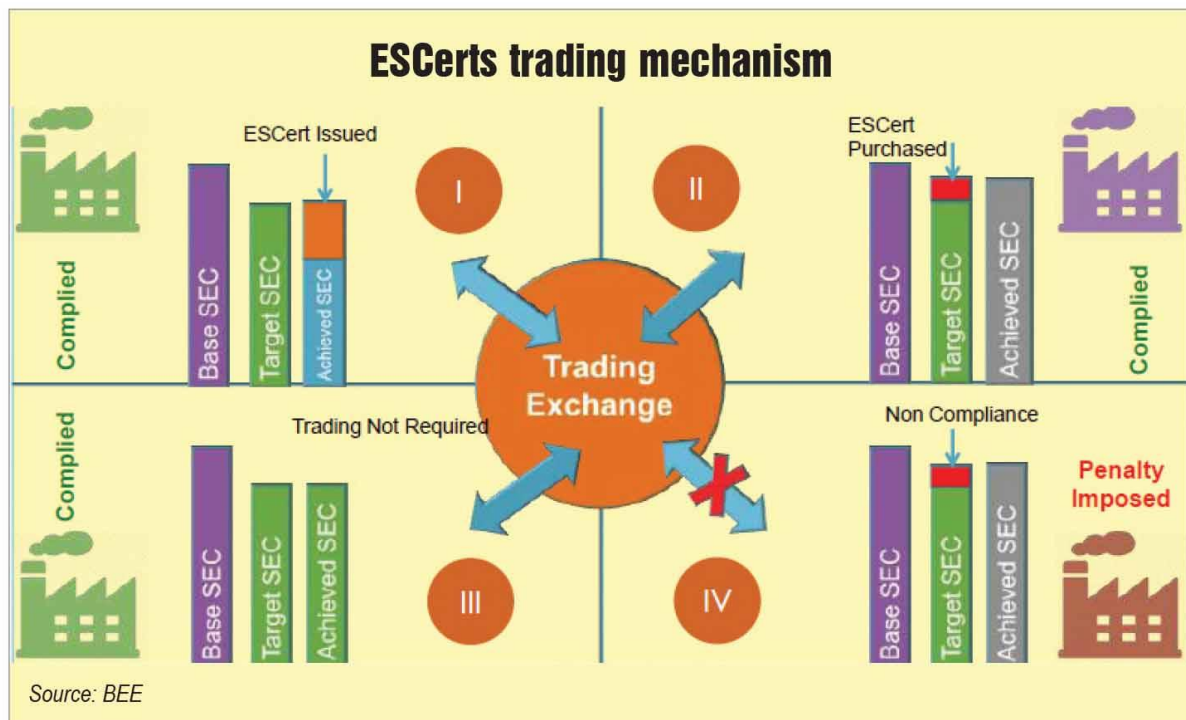 ESCerts trading mechanism
ESCert Issued
I
Complied
Base SEC
Target SEC
Achieved SEC
II
ESCert
Purchased
Base SEC
Target SEC
Achieved SEC
Complied
Trading
Exchange
Complied
Trading Not Required
Base SEC
Target SEC
Achieved SEC
III
IV
Non Compliance
Base SEC
Target SEC
Achieved SEC
Penalty
Imposed
Source: BEE